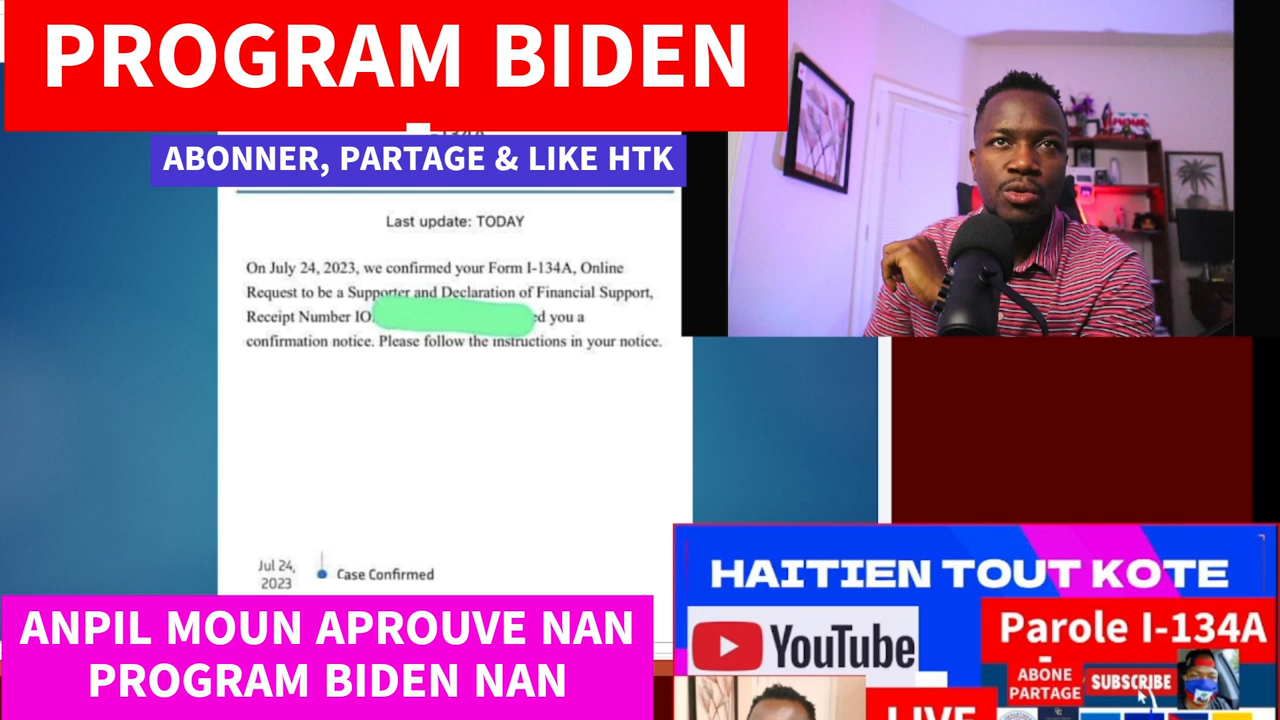 PROGRAM BIDEN
ABONNER, PARTAGE & LIKE HTK
Last update: TODAY
On July 24, 2023, we confirmed your Form I-134A, Online
Request to be a Supporter and Declaration of Financial Support,
Receipt Number IO ed you a
confirmation notice. Please follow the instructions in your notice.
Jul 24,
2023
Case Confirmed
ANPIL MOUN APROUVE NAN
PROGRAM BIDEN NAN
HAITIEN TOUT KOTE
YouTube
Parole I-134A
ABONE
PARTAGE
SUBSCRIBE
LIVE